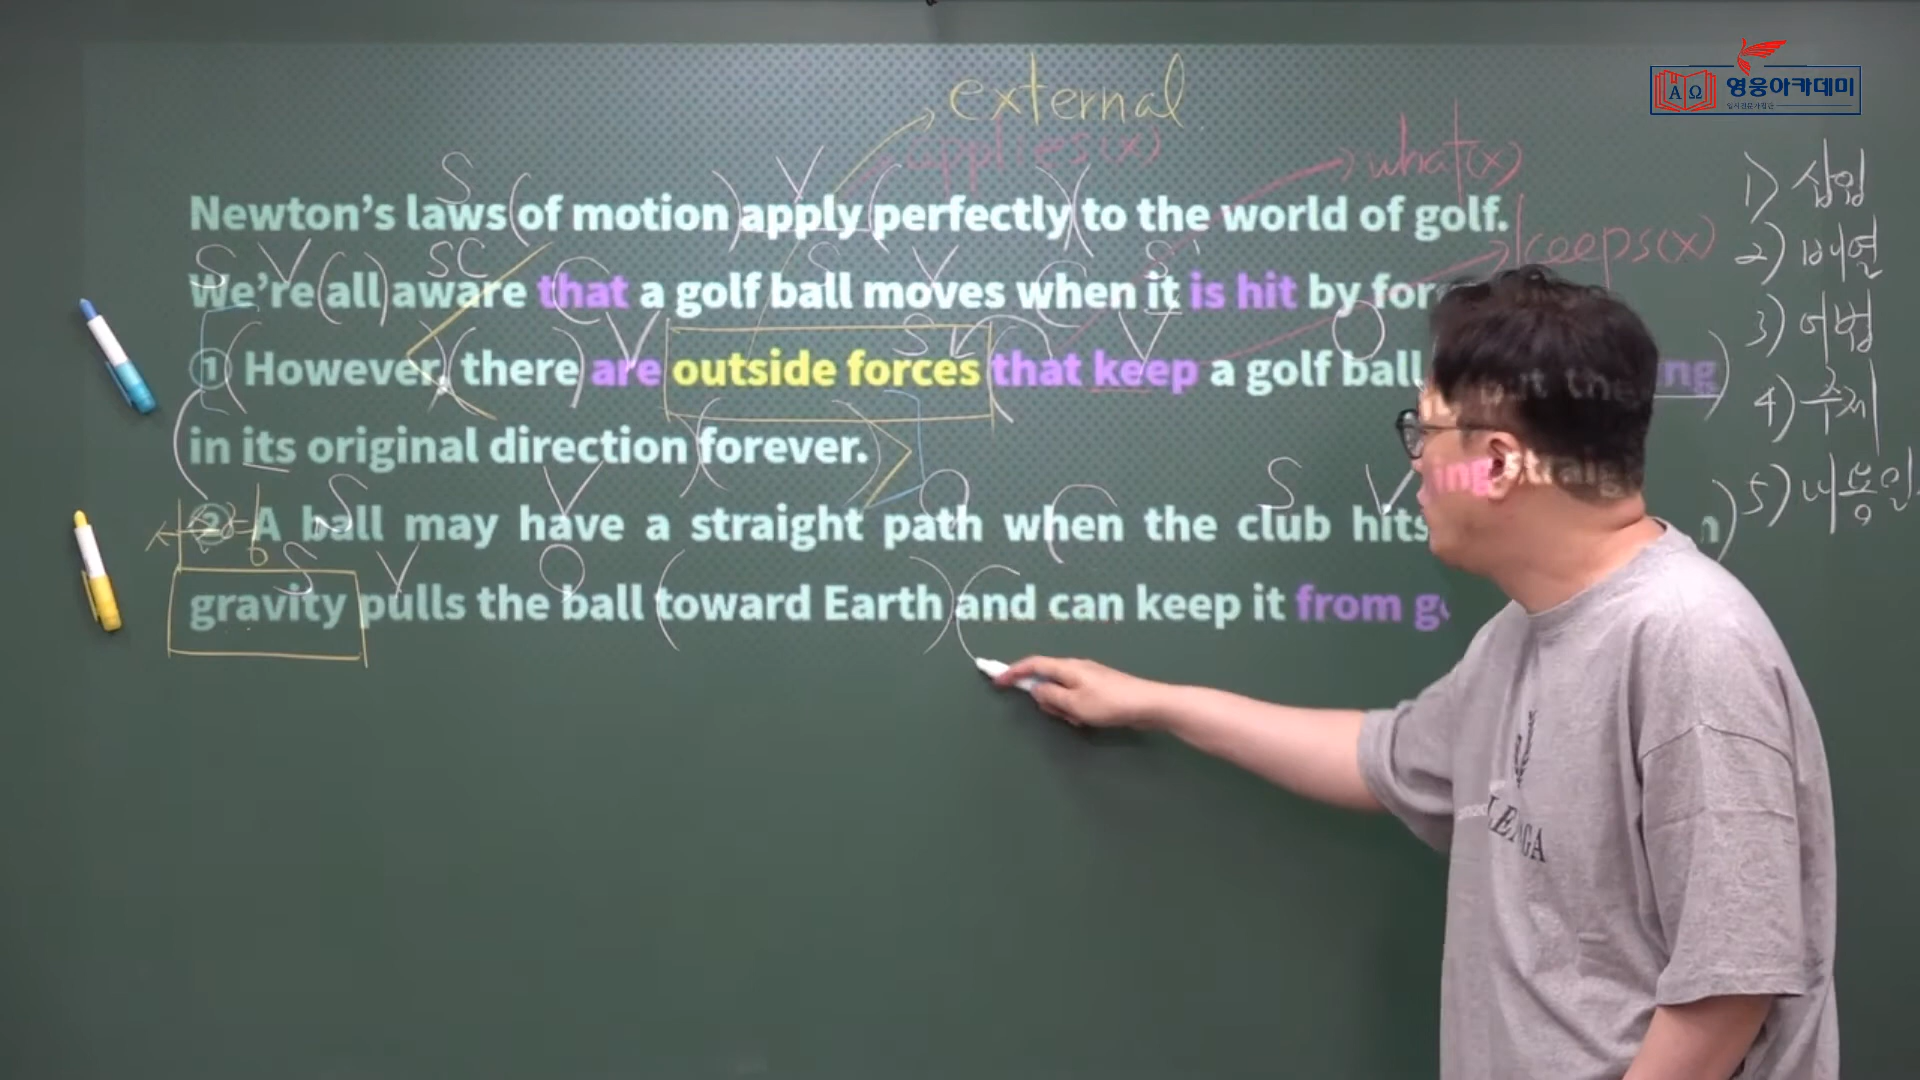 영웅아카데미
external
applies(x)
what(x)
keeps(x)
S V
Newton's laws (of motion) apply (perfectly) (to the world of golf.
S V SC S V S'
We're (all) aware that a golf ball moves when it is hit by
V S V O
① However, there are outside forces that keep a golf ball
in its original direction forever.
S V O S V
② A ball may have a straight path when the club hits
S V O
gravity pulls the ball (toward Earth) and can keep it from
1) 삽입
2) 배열
3) 어법
4) 주제
5)